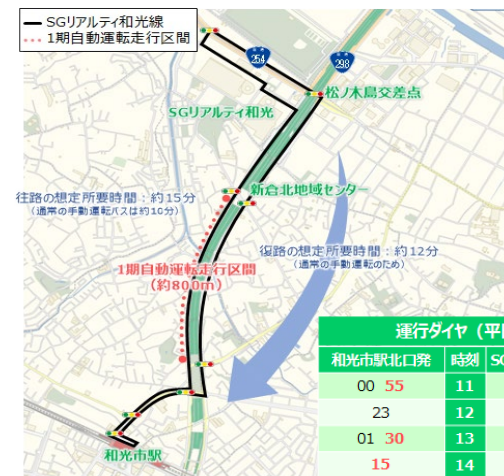 SGリアルティ和光線
1期自動運転走行区間
254
298
松ノ木島交差点
SGリアルティ和光
新倉北地域センター
往路の想定所要時間：約15分
（通常の手動運転バスは約10分）
復路の想定所要時間：約12分
（通常の手動運転のため）
1期自動運転走行区間
（約800m）
運行ダイヤ（平
和光市駅北口発 時刻 SG
00 55 11
23 12
01 30 13
15 14
和光市駅